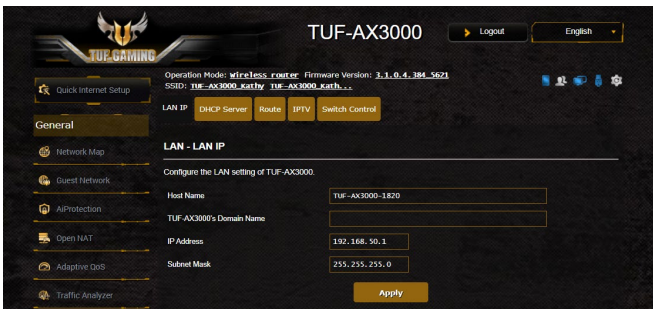 TUF-AX3000
Logout
English
TUF GAMING
Operation Mode: Wireless router Firmware Version: 3.1.0.4.384_5621
SSID: TUF-AX3000_Kathy TUF-AX3000_Kath...
Quick Internet Setup
LAN IP DHCP Server Route IPTV Switch Control
General
LAN - LAN IP
Network Map
Configure the LAN setting of TUF-AX3000.
Guest Network
Host Name TUF-AX3000-1820
AiProtection
TUF-AX3000's Domain Name
Open NAT
IP Address 192.168.50.1
Adaptive QoS
Subnet Mask 255.255.255.0
Traffic Analyzer
Apply